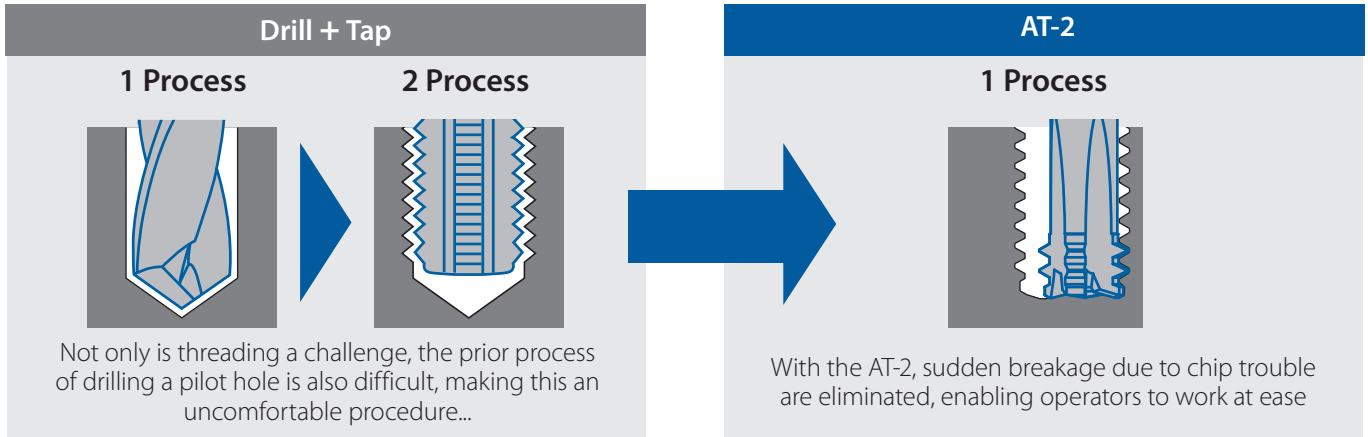 Drill + Tap
1 Process
2 Process
Not only is threading a challenge, the prior process
of drilling a pilot hole is also difficult, making this an
uncomfortable procedure...
AT-2
1 Process
With the AT-2, sudden breakage due to chip trouble
are eliminated, enabling operators to work at ease